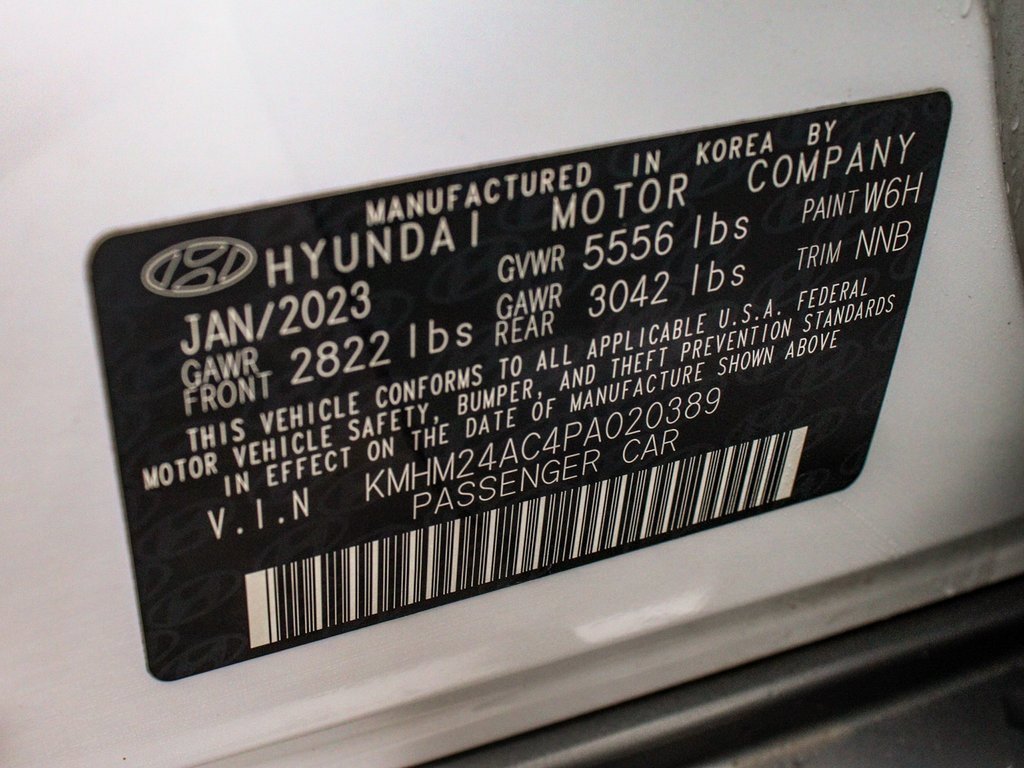 MANUFACTURED IN KOREA BY
HYUNDAI MOTOR COMPANY
JAN/2023 GVWR 5556 lbs PAINT W6H
GAWR FRONT 2822 lbs GAWR REAR 3042 lbs TRIM NNB
THIS VEHICLE CONFORMS TO ALL APPLICABLE U.S.A. FEDERAL
MOTOR VEHICLE SAFETY, BUMPER, AND THEFT PREVENTION STANDARDS
IN EFFECT ON THE DATE OF MANUFACTURE SHOWN ABOVE
V.I.N KMHM24AC4PA020389
PASSENGER CAR